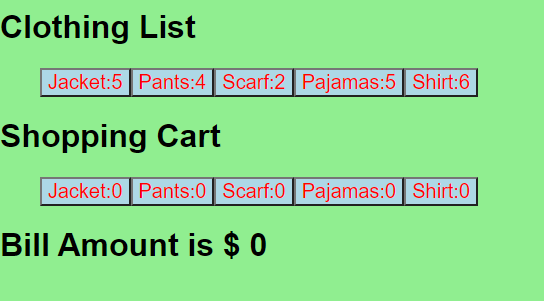 Clothing List
Jacket:5 Pants:4 Scarf:2 Pajamas:5 Shirt:6
Shopping Cart
Jacket:0 Pants:0 Scarf:0 Pajamas:0 Shirt:0
Bill Amount is $ 0